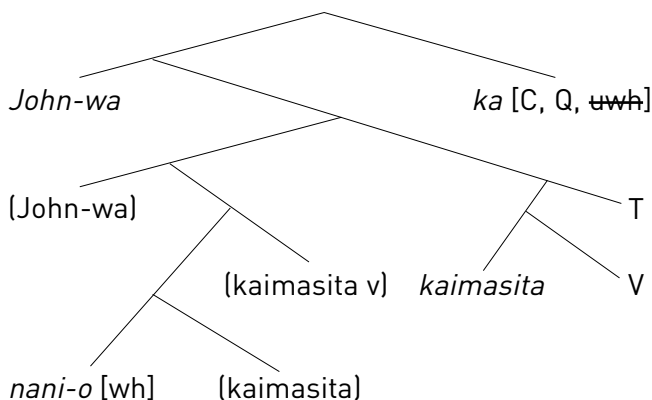 John-wa
ka [C, Q, uwh]
(John-wa)
T
(kaimasita v)
kaimasita
V
nani-o [wh]
(kaimasita)